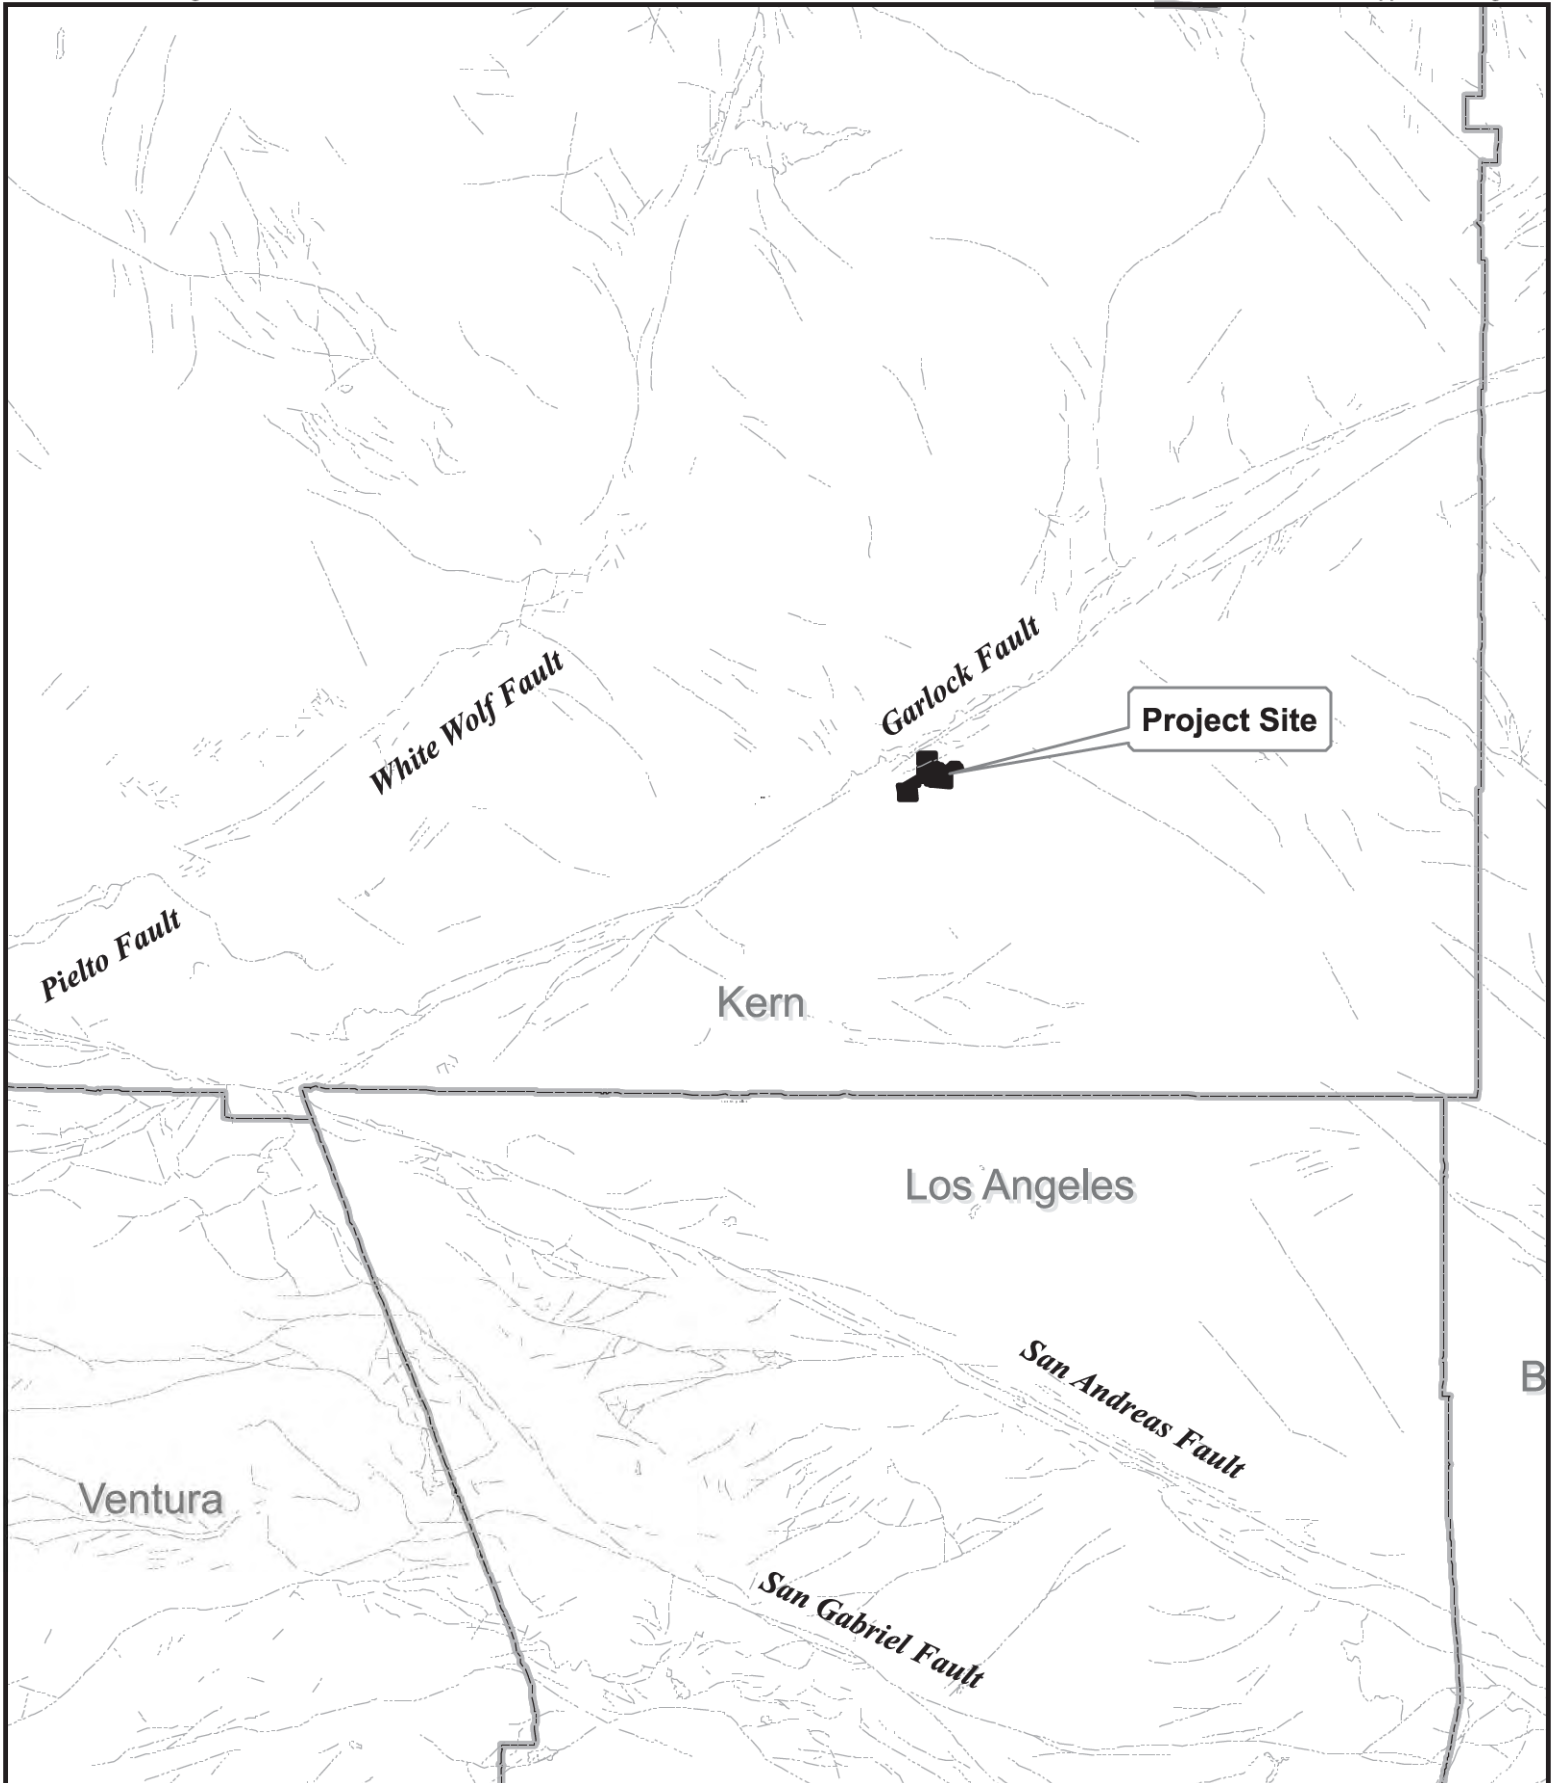 White Wolf Fault
Garlock Fault
Project Site
Pielto Fault
Kern
Los Angeles
San Andreas Fault
B
Ventura
San Gabriel Fault